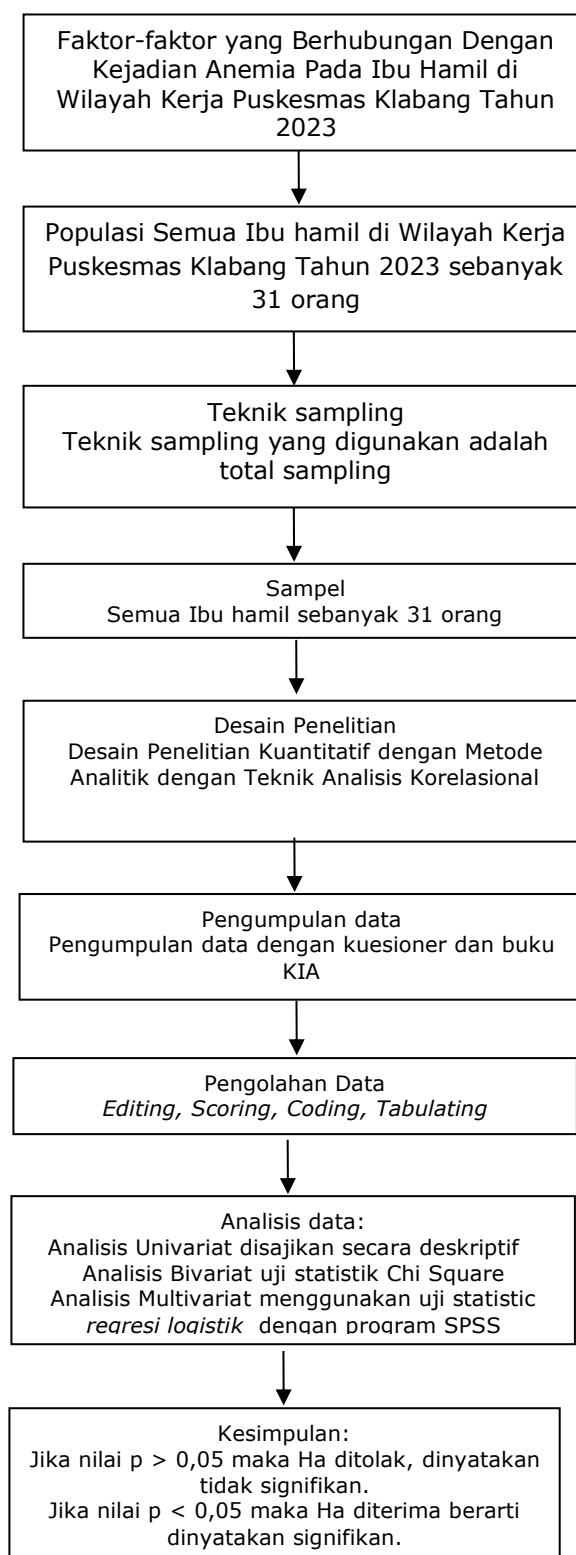 Faktor-faktor yang Berhubungan Dengan
Kejadian Anemia Pada Ibu Hamil di
Wilayah Kerja Puskesmas Klabang Tahun
2023
Populasi Semua Ibu hamil di Wilayah Kerja
Puskesmas Klabang Tahun 2023 sebanyak
31 orang
Teknik sampling
Teknik sampling yang digunakan adalah
total sampling
Sampel
Semua Ibu hamil sebanyak 31 orang
Desain Penelitian
Desain Penelitian Kuantitatif dengan Metode
Analitik dengan Teknik Analisis Korelasional
Pengumpulan data
Pengumpulan data dengan kuesioner dan buku
KIA
Pengolahan Data
Editing, Scoring, Coding, Tabulating
Analisis data:
Analisis Univariat disajikan secara deskriptif
Analisis Bivariat uji statistik Chi Square
Analisis Multivariat menggunakan uji statistic
regresi logistik dengan program SPSS
Kesimpulan:
Jika nilai p > 0,05 maka Ha ditolak, dinyatakan
tidak signifikan.
Jika nilai p < 0,05 maka Ha diterima berarti
dinyatakan signifikan.